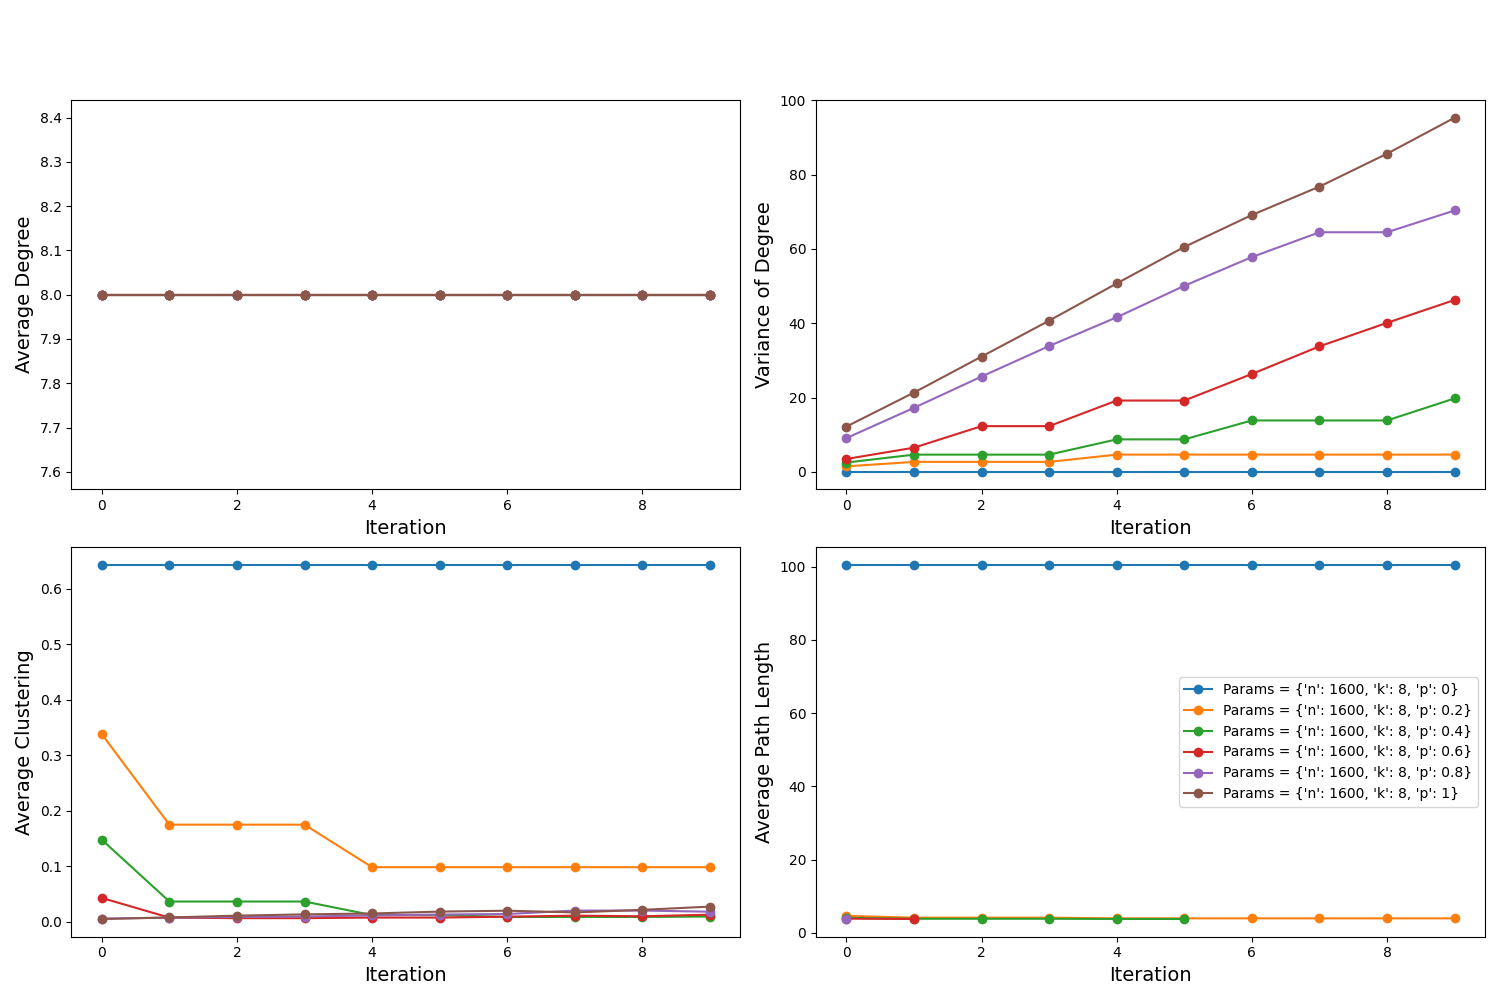 8.4
8.3
8.2
8.1
8.0
7.9
7.8
7.7
7.6
Average Degree
0 2 4 6 8
Iteration
100
80
60
40
20
0
Variance of Degree
0 2 4 6 8
Iteration
0.6
0.5
0.4
0.3
0.2
0.1
0.0
Average Clustering
0 2 4 6 8
Iteration
100
80
60
40
20
0
Average Path Length
Params = {'n': 1600, 'k': 8, 'p': 0}
Params = {'n': 1600, 'k': 8, 'p': 0.2}
Params = {'n': 1600, 'k': 8, 'p': 0.4}
Params = {'n': 1600, 'k': 8, 'p': 0.6}
Params = {'n': 1600, 'k': 8, 'p': 0.8}
Params = {'n': 1600, 'k': 8, 'p': 1}
0 2 4 6 8
Iteration